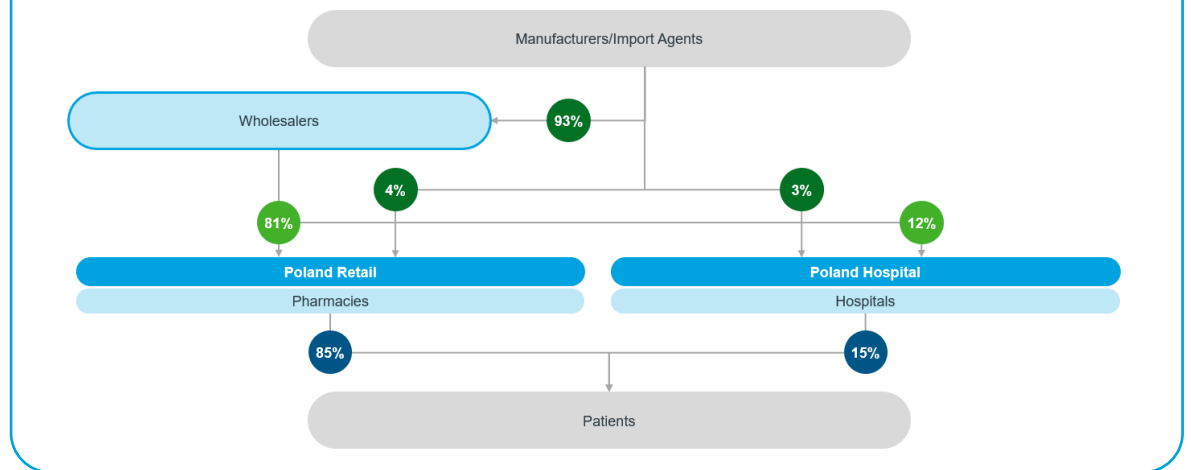 Manufacturers/Import Agents
Wholesalers
93%
4%
3%
81%
12%
Poland Retail
Poland Hospital
Pharmacies
Hospitals
85%
15%
Patients